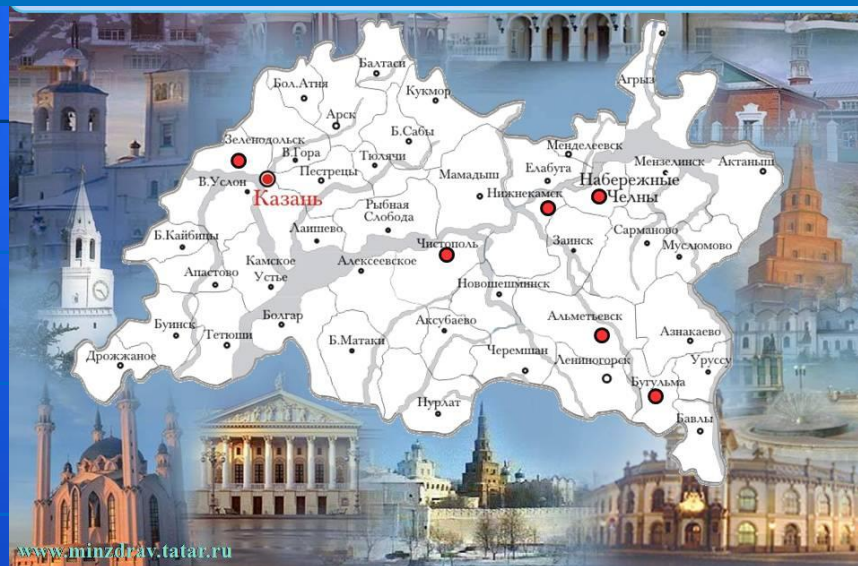 Агрыз
Балтаси
Бол.Атня
Кукмор
Арск
Б.Сабы
Зеленодольск
В.Гора
Тюлячи
Менделеевск
Пестрецы
Мамадыш
Елабуга
Мензелинск
Актаныш
В.Услон
Казань
Нижнекамск
Набережные
Челны
Рыбная
Слобода
Лаишево
Сарманово
Б.Кайбицы
Чистополь
Заинск
Муслюмово
Камское
Устье
Алексеевское
Апастово
Новошешминск
Болгар
Альметьевск
Буинск
Тетюши
Аксубаево
Азнакаево
Б.Матаки
Дрожжаное
Черемшан
Лениногорск
Уруссу
Бугульма
Нурлат
Бавлы
www.minzdrav.tatar.ru